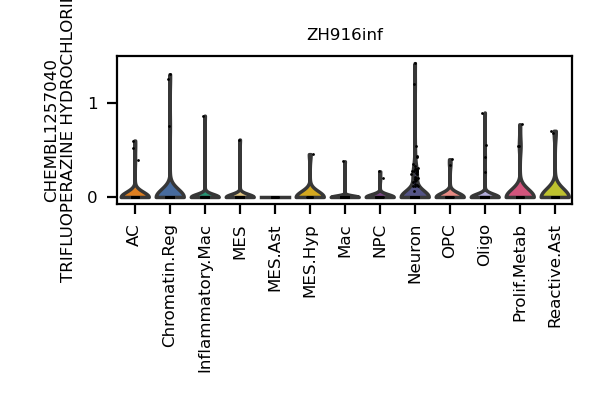 ZH916inf
CHEMBL1257040
TRIFLUOPERAZINE
1
0
AC
Chromatin.Reg
Inflammatory.Mac
MES
MES.Ast
MES.Hyp
Mac
NPC
Neuron
OPC
Oligo
Prolif.Metab
Reactive.Ast